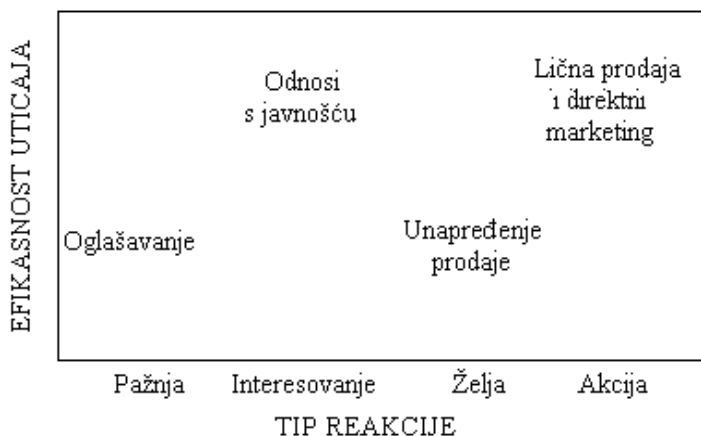 EFIKASNOST UTICAJA
Odnosi
s javnošću
Lična prodaja
i direktni
marketing
Oglašavanje
Unapređenje
prodaje
Pažnja Interesovanje Želja Akcija
TIP REAKCIJE